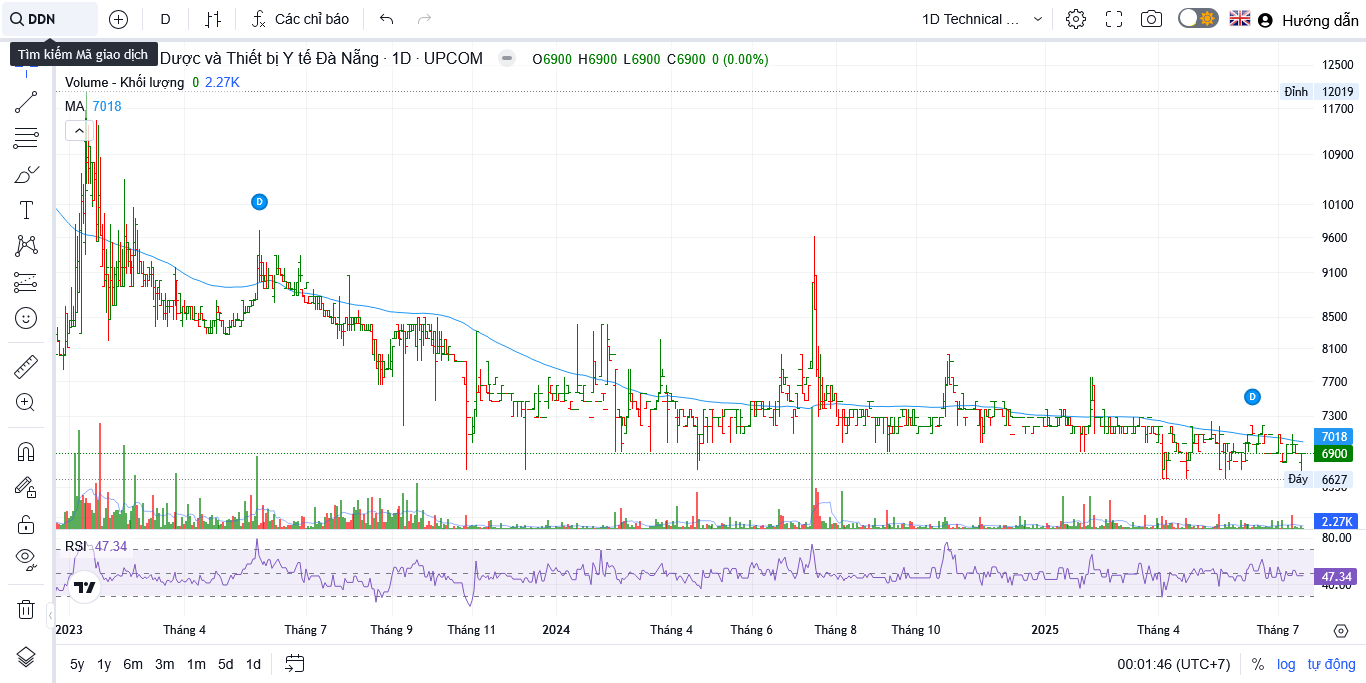 DDN
D
Các chỉ báo
1D Technical ...
Hướng dẫn
Tìm kiếm Mã giao dịch
Dược và Thiết bị Y tế Đà Nẵng · 1D · UPCOM
O6900 H6900 L6900 C6900 0 (0.00%)
Volume - Khối lượng 0 2.27K
MA 7018
12500
Đỉnh 12019
11700
10900
10100
9600
9100
8500
8100
7700
7300
7018
6900
Đáy 6627
2.27K
D
D
RSI 47.34
80.00
47.34
40.00
2023 Tháng 4 Tháng 7 Tháng 9 Tháng 11 2024 Tháng 4 Tháng 6 Tháng 8 Tháng 10 2025 Tháng 4 Tháng 7
5y 1y 6m 3m 1m 5d 1d
00:01:46 (UTC+7) % log tự động